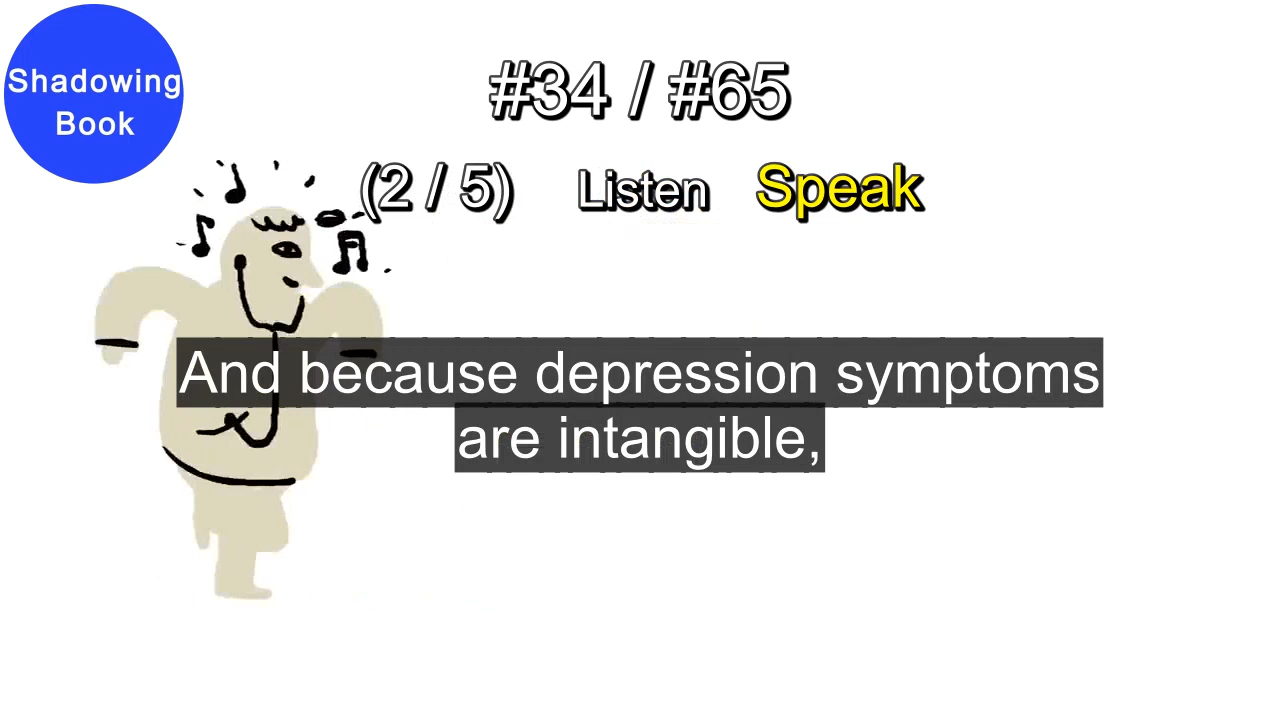 Shadowing
Book
#34 / #65
(2 / 5) Listen Speak
And because depression symptoms
are intangible,